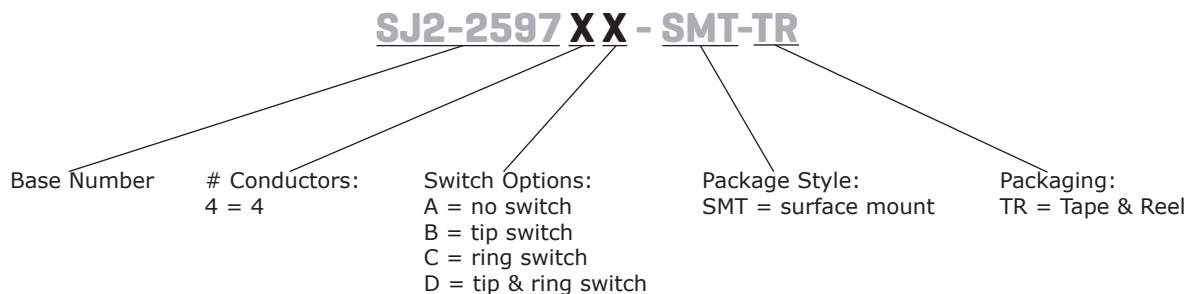 SJ2-2597 X X - SMT-TR
Base Number
# Conductors:
4 = 4
Switch Options:
A = no switch
B = tip switch
C = ring switch
D = tip & ring switch
Package Style:
SMT = surface mount
Packaging:
TR = Tape & Reel